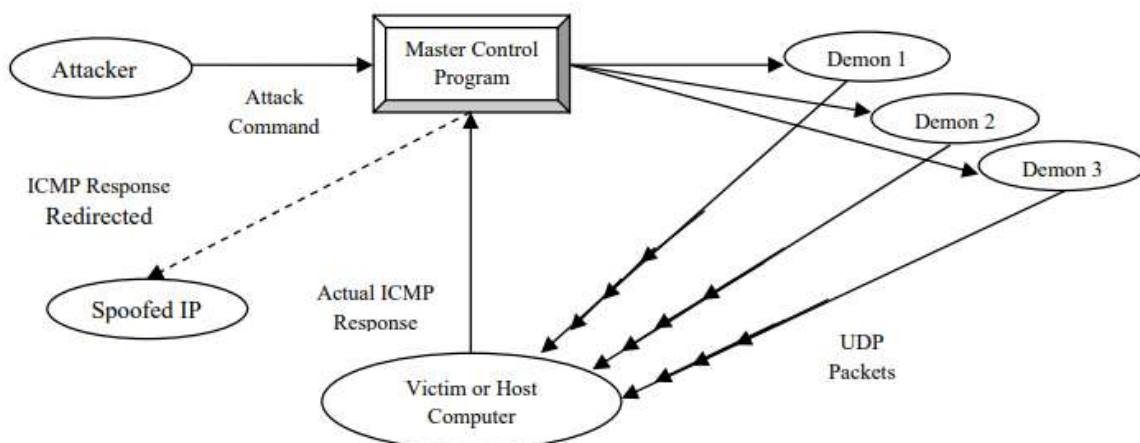 Attacker
Attack
Command
Master Control
Program
Demon 1
Demon 2
Demon 3
ICMP Response
Redirected
Spoofed IP
Actual ICMP
Response
Victim or Host
Computer
UDP
Packets